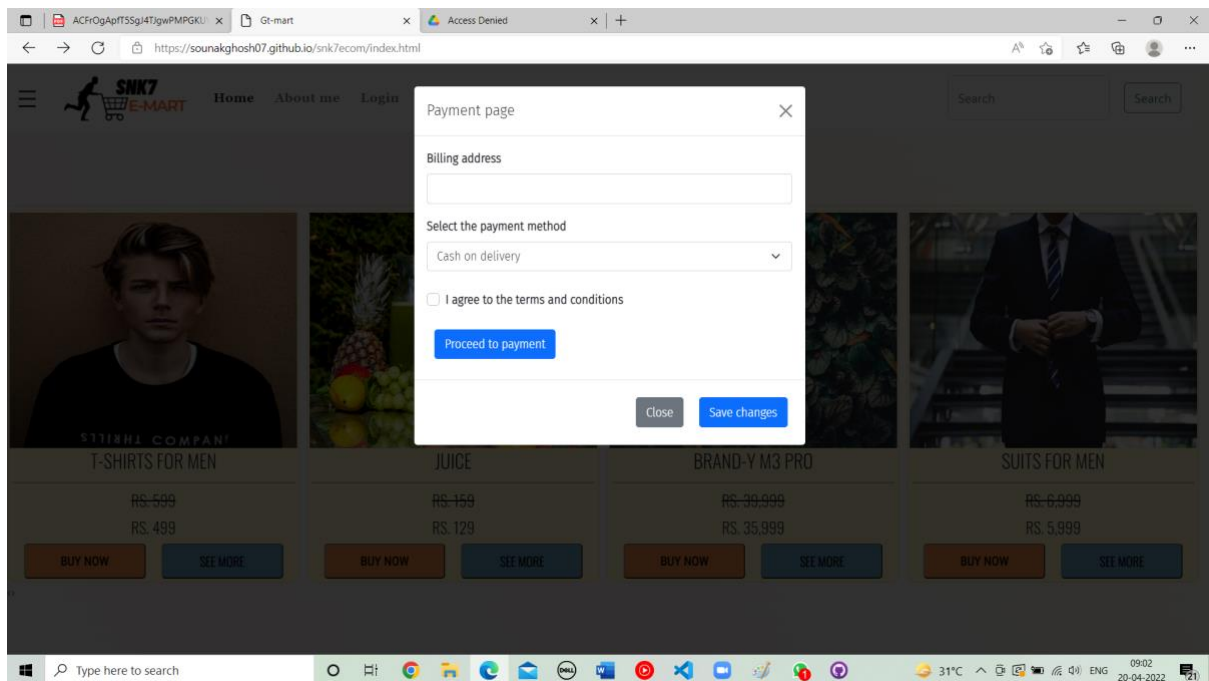 ACFrOgApfT5SgJ4TJgwPMPGKU
Gt-mart
Access Denied
https://sounakghosh07.github.io/snk7ecom/index.html
SNK7
E-MART
Home About me Login
Search
Search
Payment page
Billing address
Select the payment method
Cash on delivery
I agree to the terms and conditions
Proceed to payment
Close
Save changes
THRILLS COMPANY
T-SHIRTS FOR MEN
JUICE
BRAND-Y M3 PRO
SUITS FOR MEN
RS. 599
RS. 159
RS. 39,999
RS. 6,999
RS. 499
RS. 129
RS. 35,999
RS. 5,999
BUY NOW SEE MORE
BUY NOW SEE MORE
BUY NOW SEE MORE
BUY NOW SEE MORE
Type here to search
DELL
31°C
ENG
09:02
20-04-2022
21